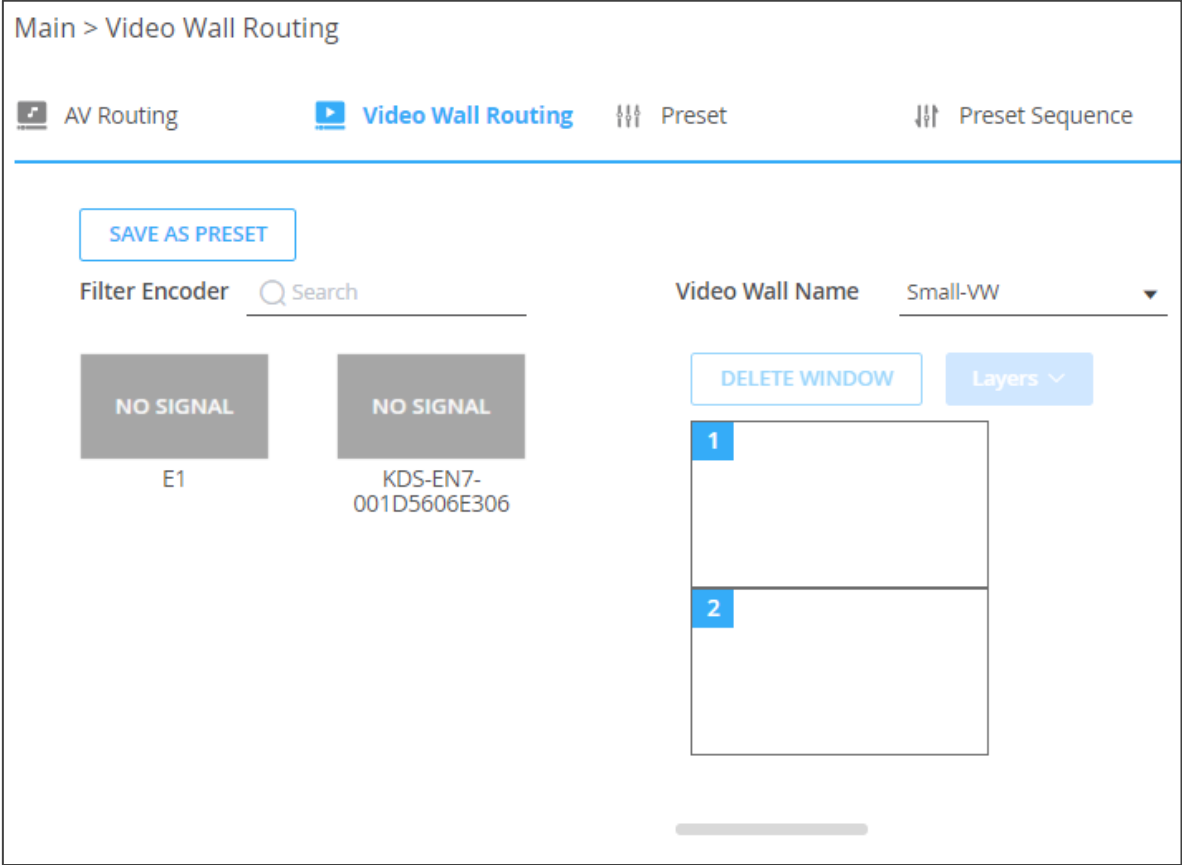 Main > Video Wall Routing
AV Routing
Video Wall Routing
Preset
Preset Sequence
SAVE AS PRESET
Filter Encoder
Search
Video Wall Name
Small-VW
NO SIGNAL
E1
NO SIGNAL
KDS-EN7-
001D5606E306
DELETE WINDOW
Layers
1
2